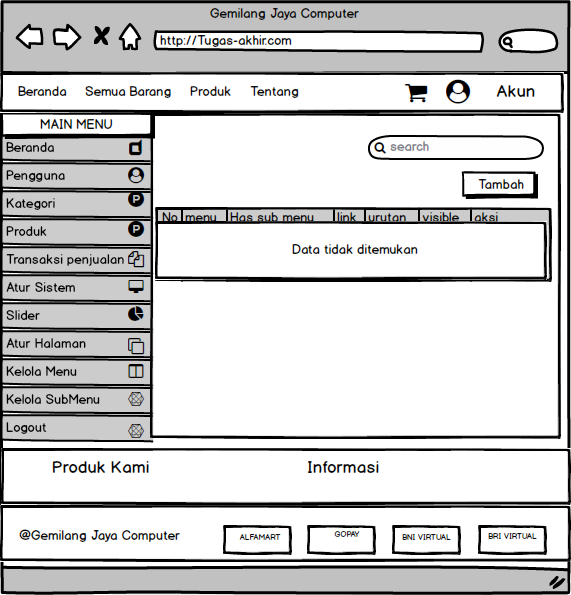 Gemilang Jaya Computer
http://Tugas-akhir.com
Beranda Semua Barang Produk Tentang Akun
MAIN MENU
Beranda
Pengguna
Kategori
Produk
Transaksi penjualan
Atur Sistem
Slider
Atur Halaman
Kelola Menu
Kelola SubMenu
Logout
search
Tambah
No menu Has sub menu link urutan visible aksi
Data tidak ditemukan
Produk Kami Informasi
@Gemilang Jaya Computer ALFAMART GOPAY BNI VIRTUAL BRI VIRTUAL